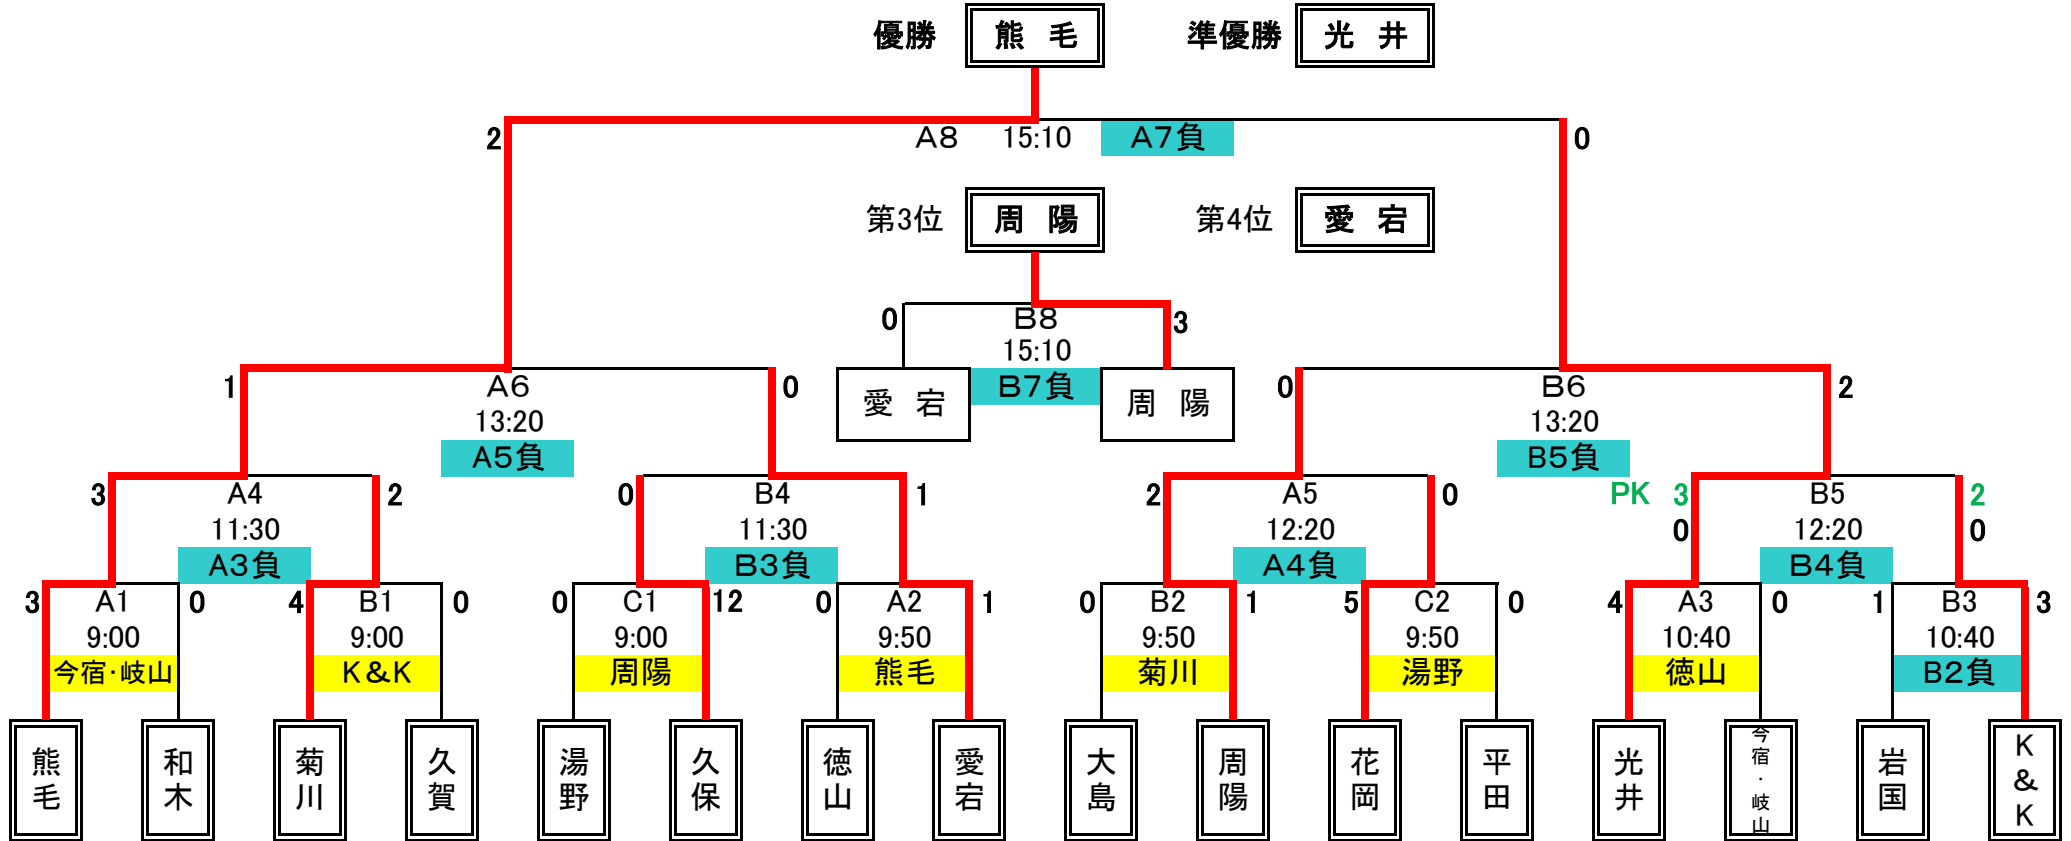 優勝 熊 毛 準優勝 光 井
2 A8 15:10 A7負 0
第3位 周 陽 第4位 愛 宕
0 B8 3
15:10
1 A6 0 愛 宕 B7負 周 陽 0 B6 2
13:20 13:20
A5負 B5負
3 A4 2 0 B4 1 2 A5 0 PK 3 B5 2
11:30 11:30 12:20 0 12:20 0
A3負 B3負 A4負 B4負
3 A1 0 4 B1 0 0 C1 12 0 A2 1 0 B2 1 5 C2 0 4 A3 0 1 B3 3
9:00 9:00 9:00 9:50 9:50 9:50 10:40 10:40
今宿・岐山 K&K 周陽 熊毛 菊川 湯野 徳山 B2負
熊毛 和木 菊川 久賀 湯野 久保 徳山 愛宕 大島 周陽 花岡 平田 光井 今宿・岐山 岩国 K&K